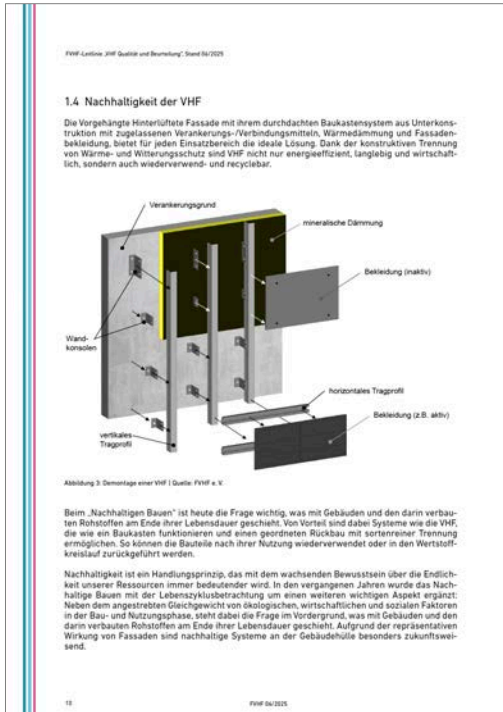 FVHF-Leitlinie „VHF Qualität und Beurteilung“, Stand 06/2025
1.4 Nachhaltigkeit der VHF
Die Vorgehängte Hinterlüftete Fassade mit ihrem durchdachten Baukastensystem aus Unterkons-
truktion mit zugelassenen Verankerungs-/Verbindungsmitteln, Wärmedämmung und Fassaden-
bekleidung, bietet für jeden Einsatzbereich die ideale Lösung. Dank der konstruktiven Trennung
von Wärme- und Witterungsschutz sind VHF nicht nur energieeffizient, langlebig und wirtschaft-
lich, sondern auch wiederverwend- und recyclebar.
Verankerungsgrund
mineralische Dämmung
Bekleidung (inaktiv)
Wand-
konsolen
horizontales Tragprofil
Bekleidung (z.B. aktiv)
vertikales
Tragprofil
Abbildung 3: Demontage einer VHF | Quelle: FVHF e. V.
Beim „Nachhaltigen Bauen“ ist heute die Frage wichtig, was mit Gebäuden und den darin verbau-
ten Rohstoffen am Ende ihrer Lebensdauer geschieht. Von Vorteil sind dabei Systeme wie die VHF,
die wie ein Baukasten funktionieren und einen geordneten Rückbau mit sortenreiner Trennung
ermöglichen. So können die Bauteile nach ihrer Nutzung wiederverwendet oder in den Wertstoff-
kreislauf zurückgeführt werden.
Nachhaltigkeit ist ein Handlungsprinzip, das mit dem wachsenden Bewusstsein über die Endlich-
keit unserer Ressourcen immer bedeutender wird. In den vergangenen Jahren wurde das Nach-
haltige Bauen mit der Lebenszyklusbetrachtung um einen weiteren wichtigen Aspekt ergänzt:
Neben dem angestrebten Gleichgewicht von ökologischen, wirtschaftlichen und sozialen Faktoren
in der Bau- und Nutzungsphase, steht dabei die Frage im Vordergrund, was mit Gebäuden und den
darin verbauten Rohstoffen am Ende ihrer Lebensdauer geschieht. Aufgrund der repräsentativen
Wirkung von Fassaden sind nachhaltige Systeme an der Gebäudehülle besonders zukunftswei-
send.
10
FVHF 06/2025